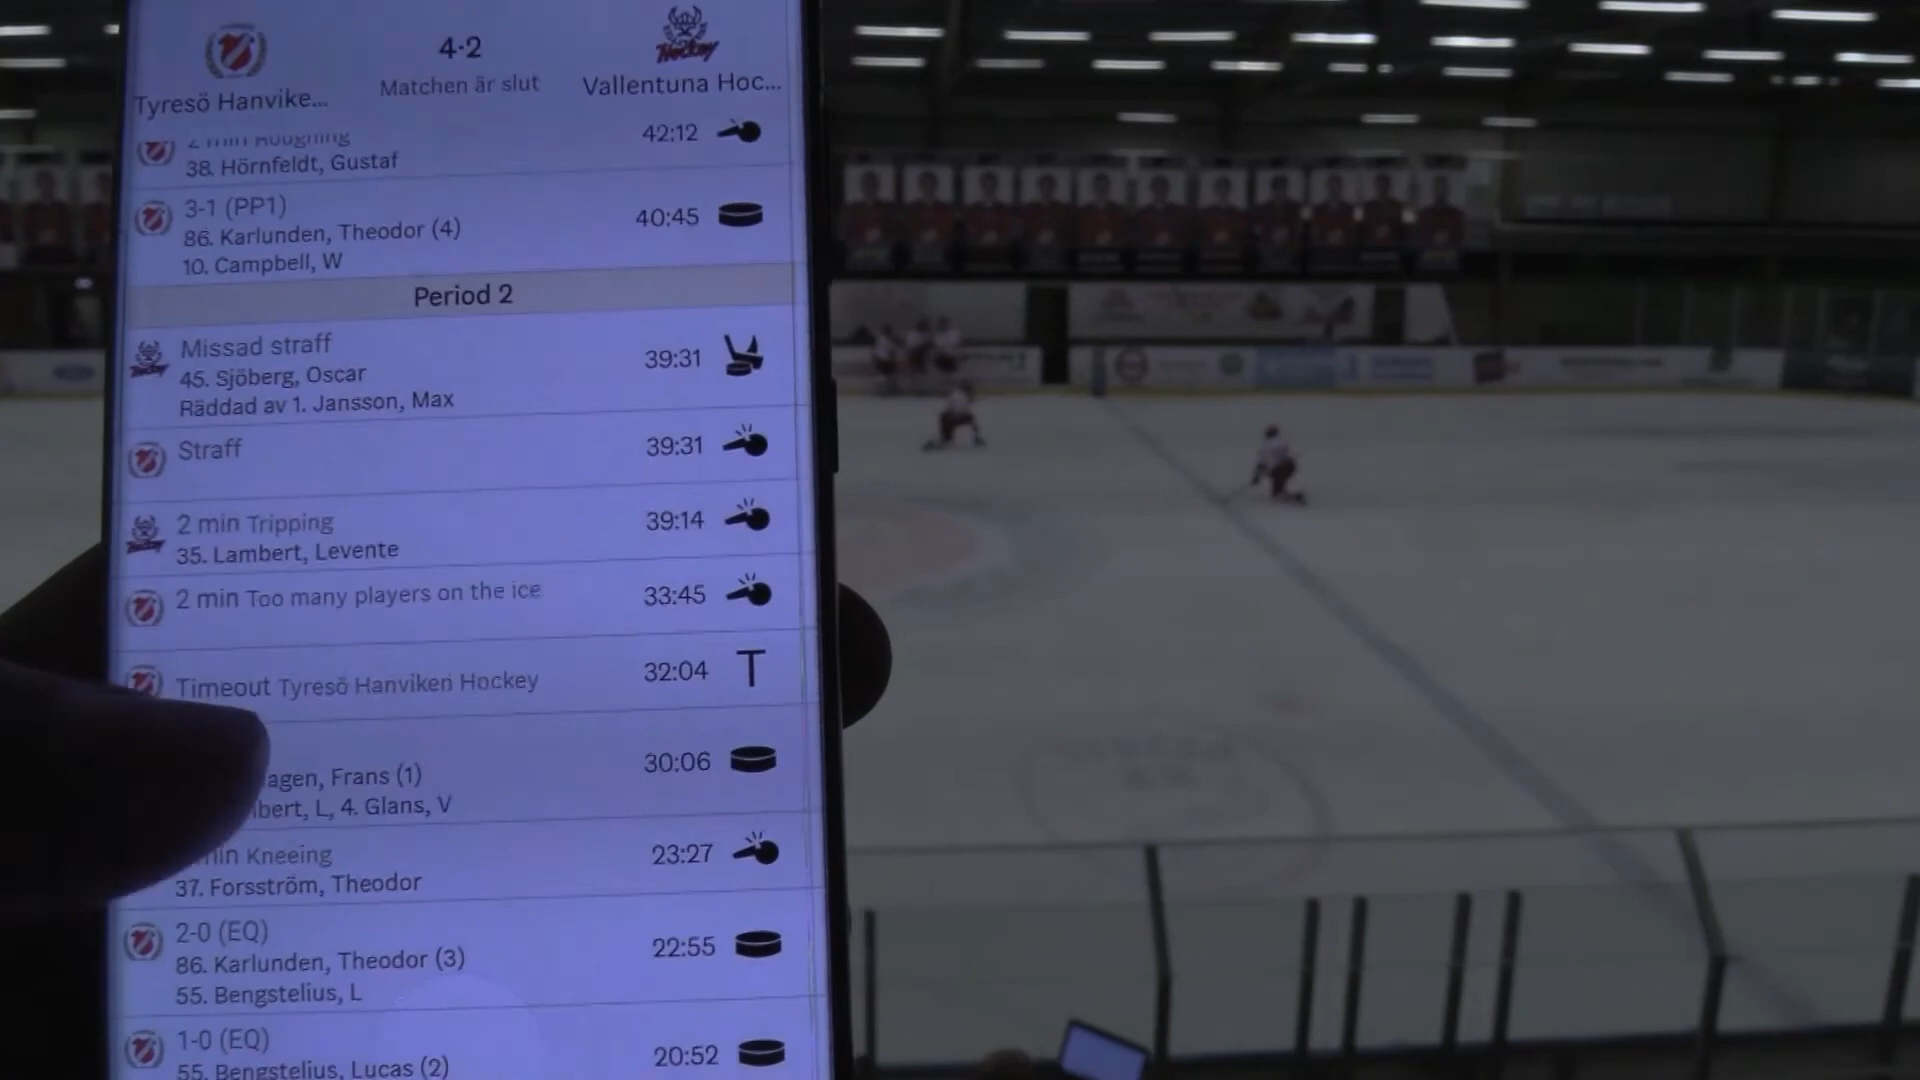 4-2
Matchen är slut
Tyresö Hanvike...
Vallentuna Hoc...
2 min Roughing
42:12
38. Hörnfeldt, Gustaf
3-1 (PP1)
86. Karlunden, Theodor (4)
40:45
10. Campbell, W
Period 2
Missad straff
45. Sjöberg, Oscar
39:31
Räddad av 1. Jansson, Max
Straff
39:31
2 min Tripping
39:14
35. Lambert, Levente
2 min Too many players on the ice
33:45
Timeout Tyresö Hanviken Hockey
32:04
T
30:06
agen, Frans (1)
bert, L, 4. Glans, V
min Kneeing
23:27
37. Forsström, Theodor
2-0 (EQ)
86. Karlunden, Theodor (3)
22:55
55. Bengstelius, L
1-0 (EQ)
20:52
55. Bengstelius, Lucas (2)